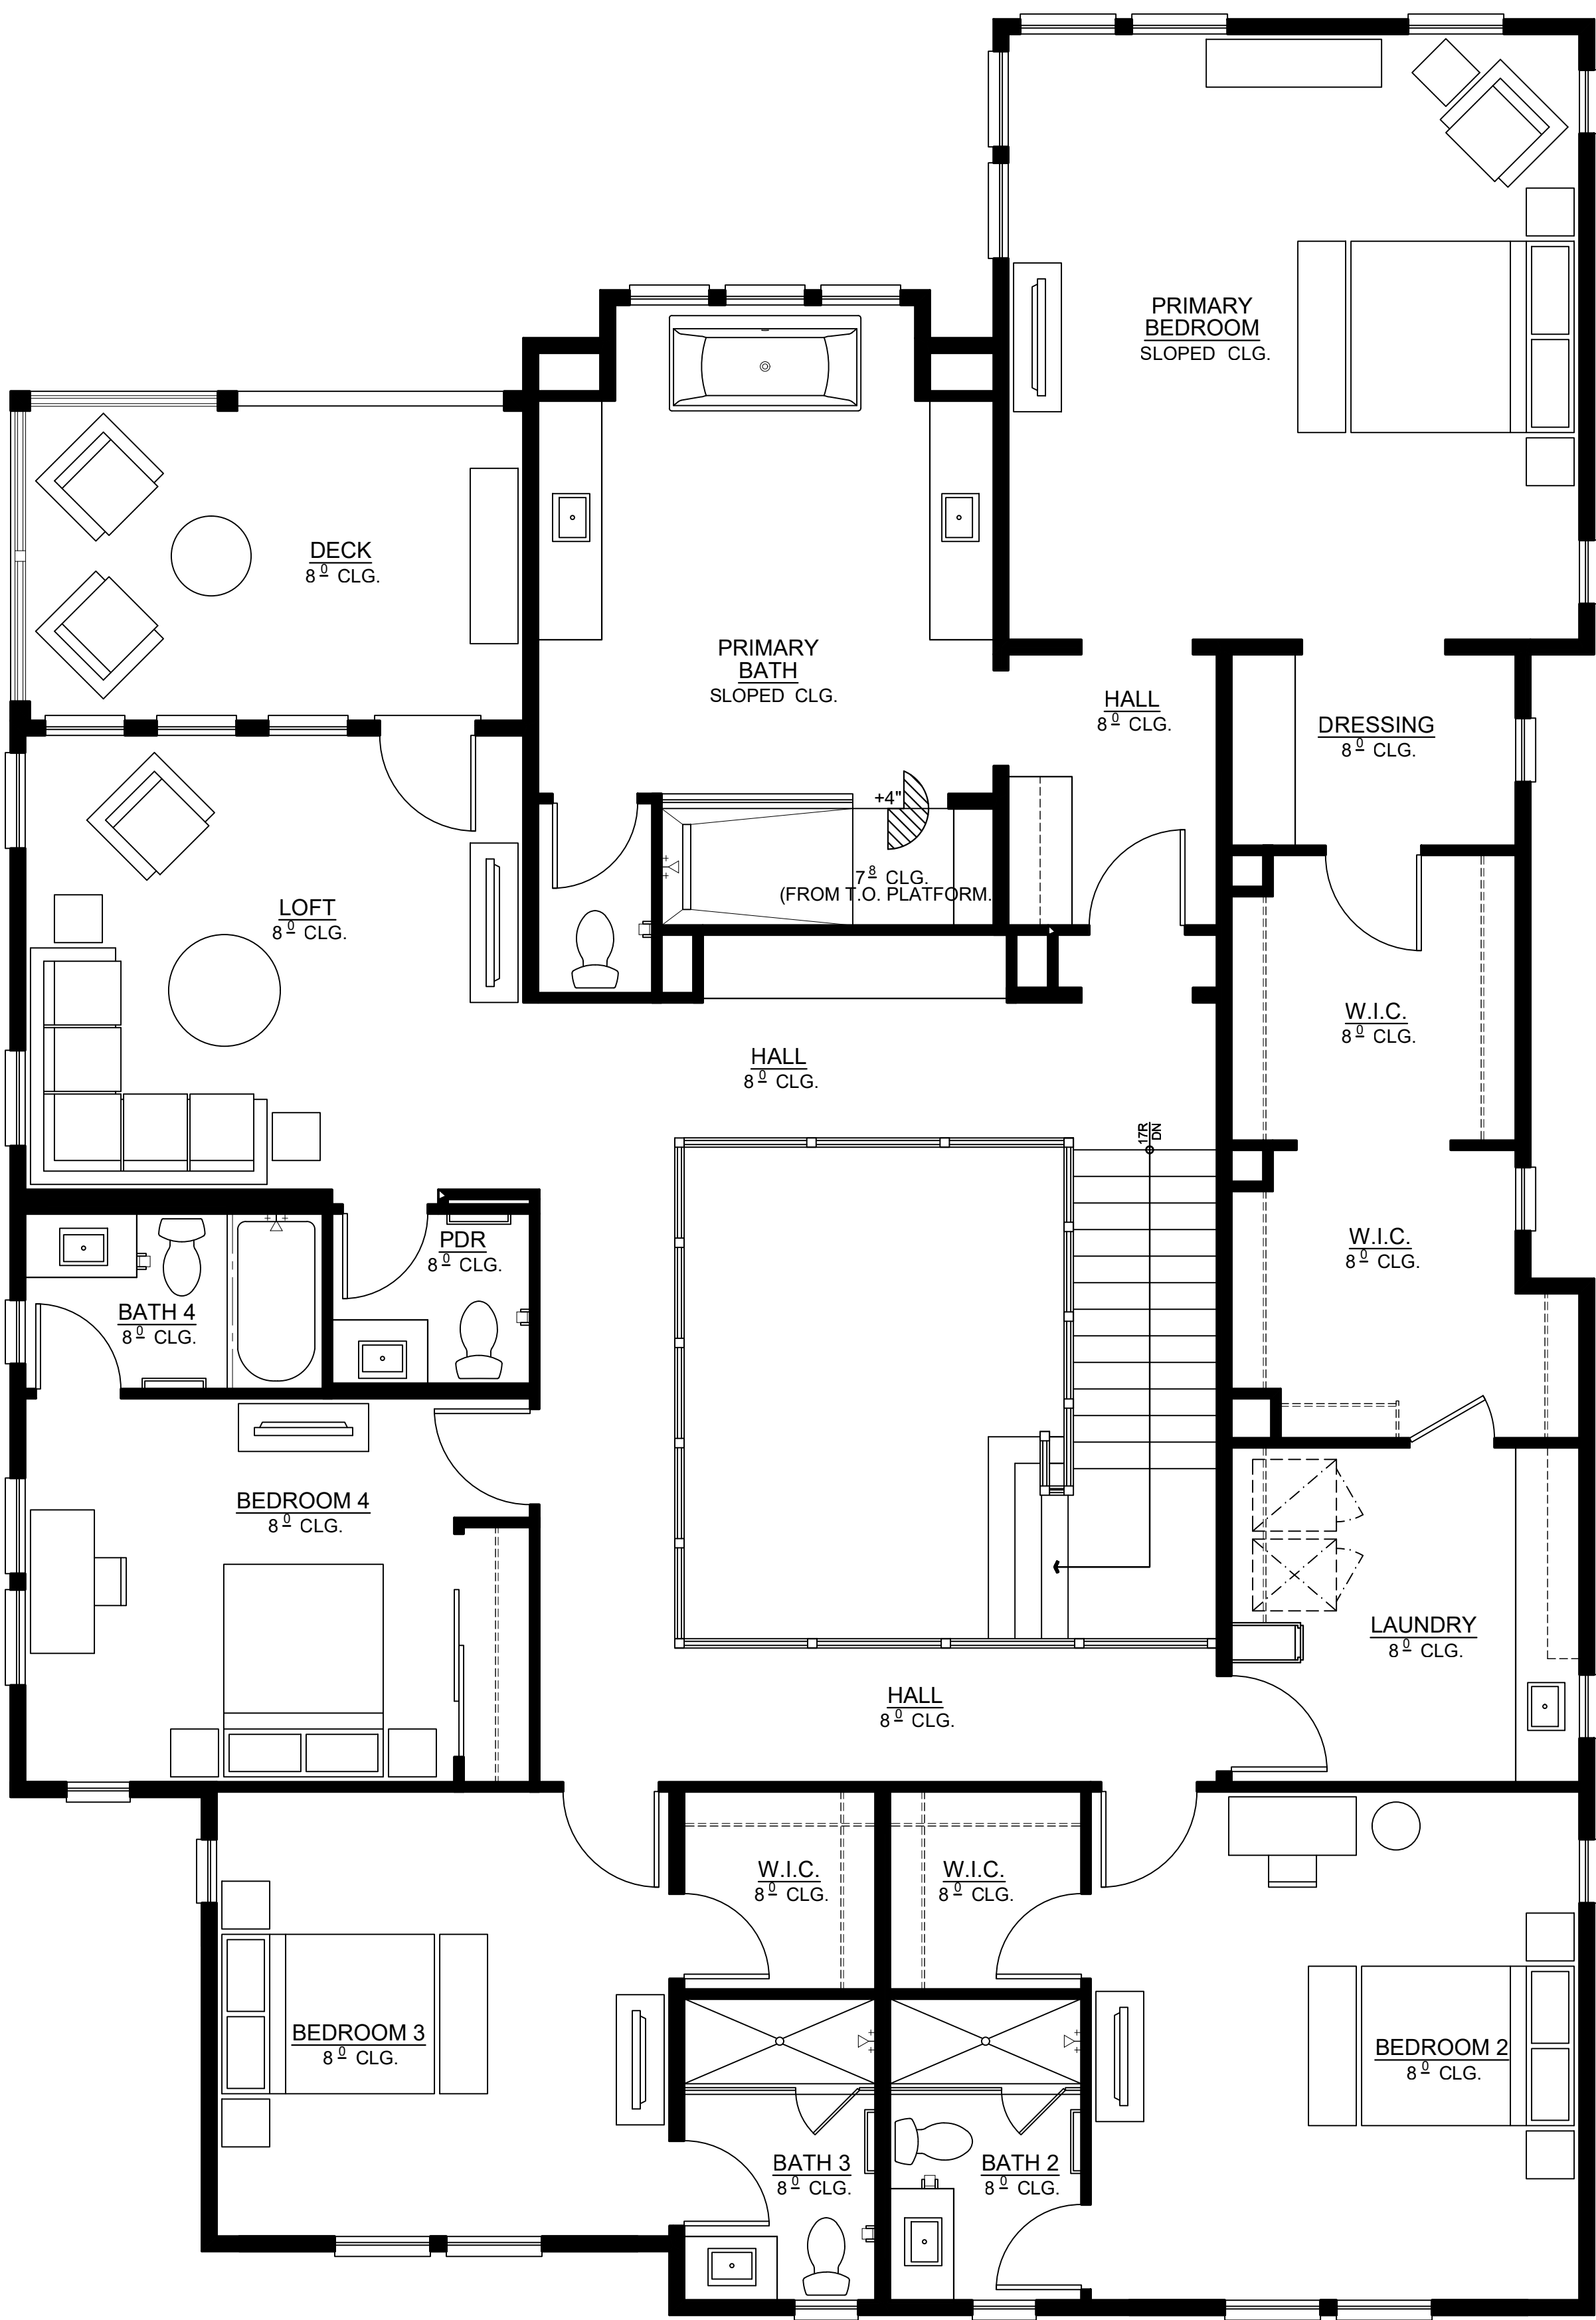 PRIMARY
BEDROOM
SLOPED CLG.
DECK
8 0 CLG.
PRIMARY
BATH
SLOPED CLG.
HALL
8 0 CLG.
DRESSING
8 0 CLG.
+4"
7 8 CLG.
(FROM T.O. PLATFORM.
LOFT
8 0 CLG.
W.I.C.
8 0 CLG.
HALL
8 0 CLG.
17R
DN
PDR
8 0 CLG.
W.I.C.
8 0 CLG.
BATH 4
8 0 CLG.
BEDROOM 4
8 0 CLG.
LAUNDRY
8 0 CLG.
HALL
8 0 CLG.
W.I.C.
8 0 CLG.
W.I.C.
8 0 CLG.
BEDROOM 3
8 0 CLG.
BEDROOM 2
8 0 CLG.
BATH 3
8 0 CLG.
BATH 2
8 0 CLG.